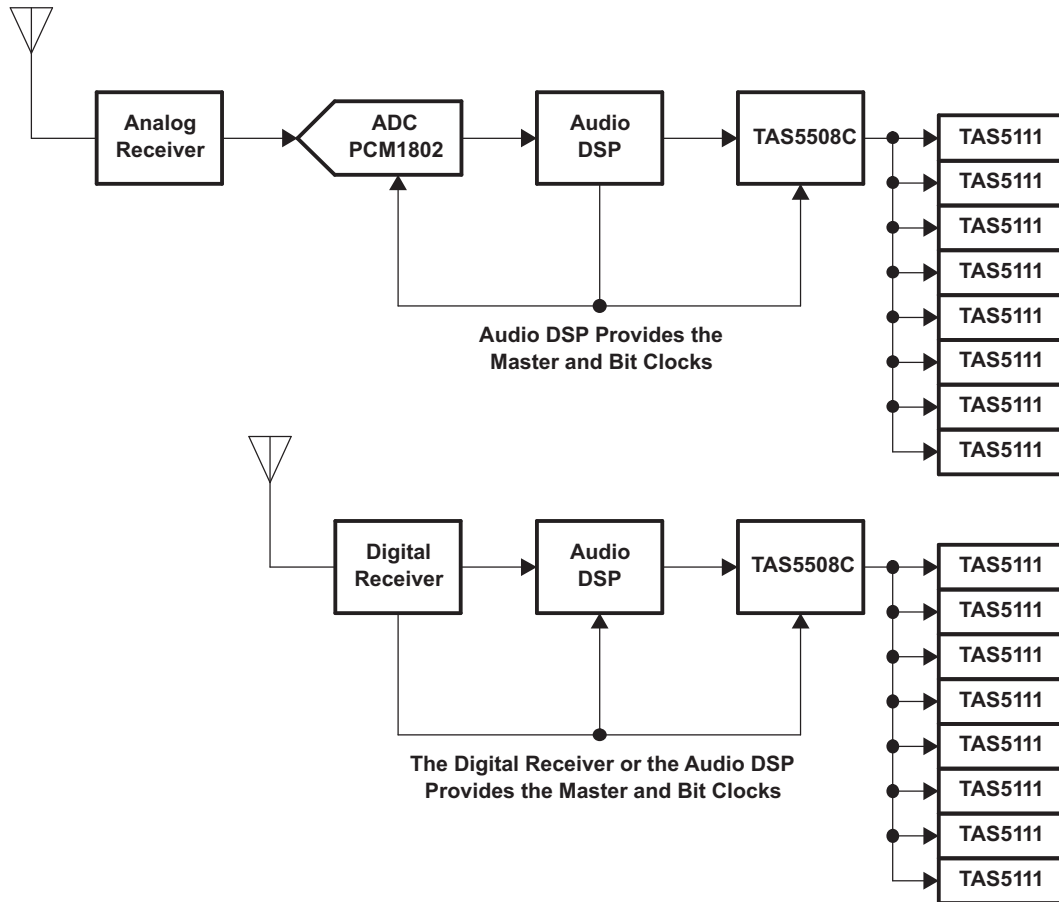 Analog
Receiver
ADC
PCM1802
Audio
DSP
TAS5508C
TAS5111
TAS5111
TAS5111
TAS5111
TAS5111
TAS5111
TAS5111
TAS5111
Audio DSP Provides the
Master and Bit Clocks
Digital
Receiver
Audio
DSP
TAS5508C
TAS5111
TAS5111
TAS5111
TAS5111
TAS5111
TAS5111
TAS5111
TAS5111
The Digital Receiver or the Audio DSP
Provides the Master and Bit Clocks